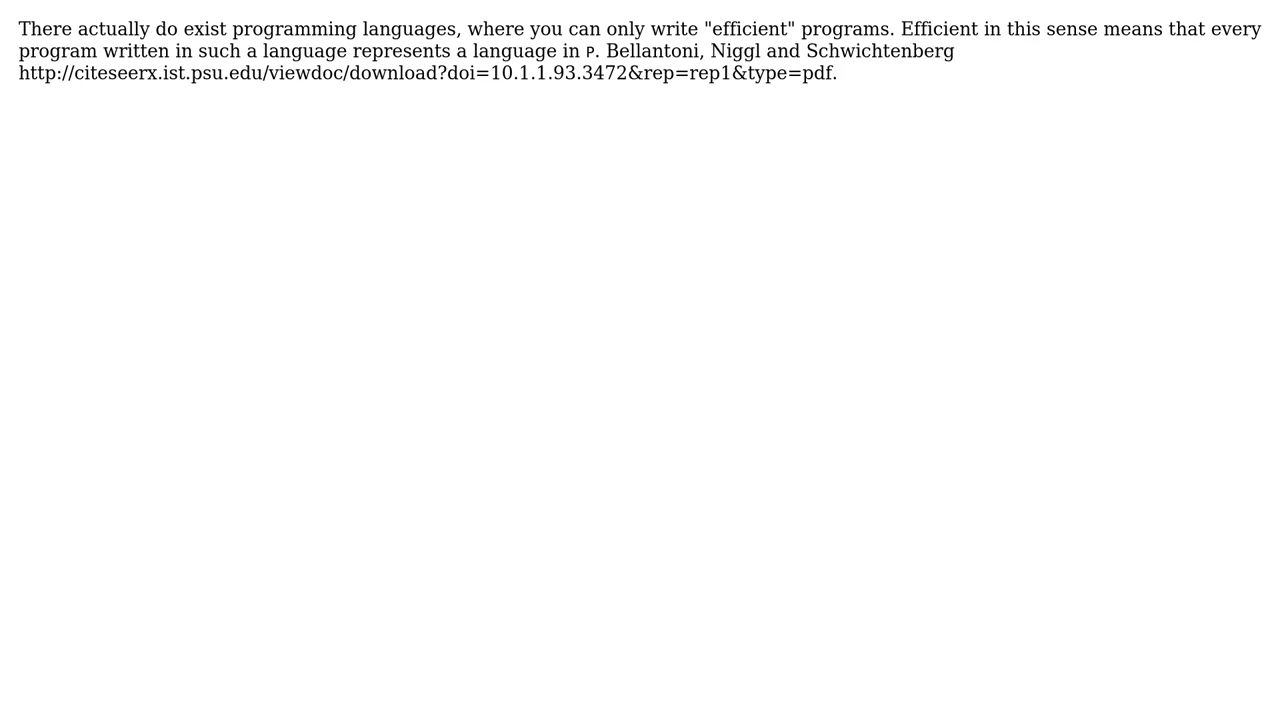 There actually do exist programming languages, where you can only write "efficient" programs. Efficient in this sense means that every
program written in such a language represents a language in P. Bellantoni, Niggl and Schwichtenberg
http://citeseerx.ist.psu.edu/viewdoc/download?doi=10.1.1.93.3472&rep=rep1&type=pdf.